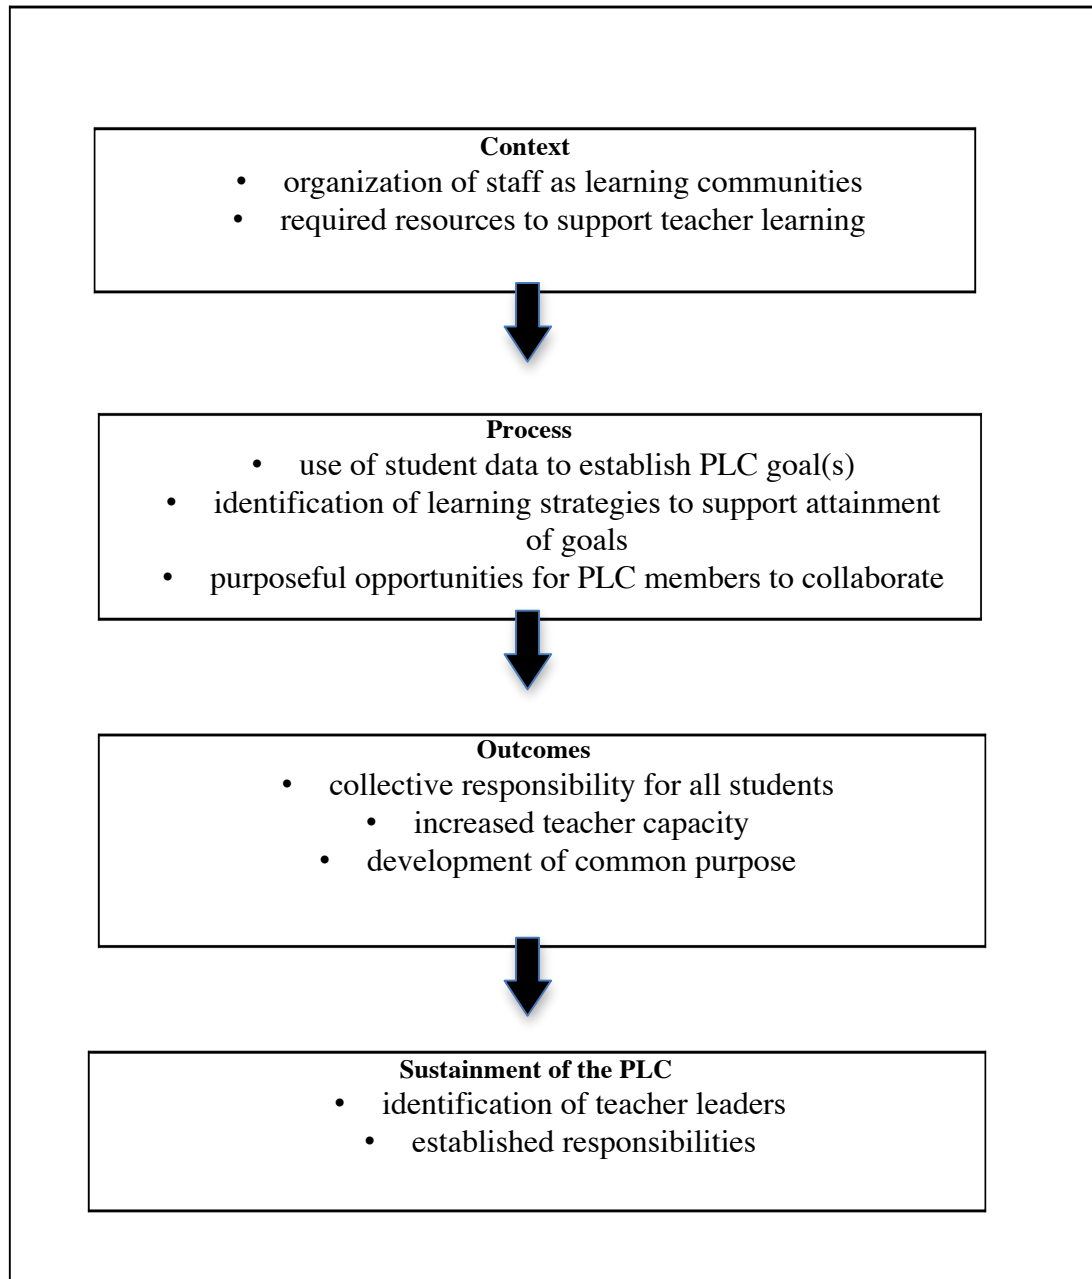 Context
• organization of staff as learning communities
• required resources to support teacher learning
Process
• use of student data to establish PLC goal(s)
• identification of learning strategies to support attainment
of goals
• purposeful opportunities for PLC members to collaborate
Outcomes
• collective responsibility for all students
• increased teacher capacity
• development of common purpose
Sustainment of the PLC
• identification of teacher leaders
• established responsibilities